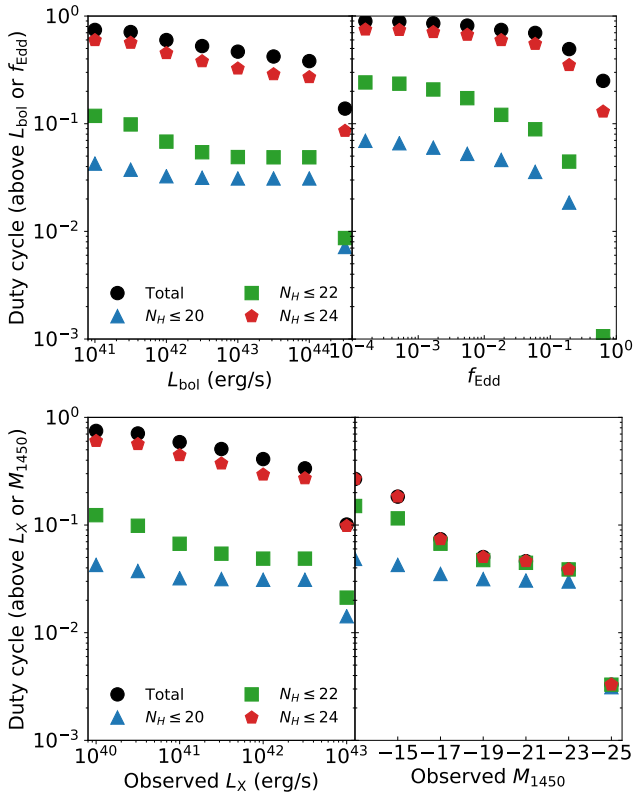 Duty cycle (above L_bol or f_Edd)
10^0
10^-1
10^-2
10^-3
Total
N_H ≤ 20
N_H ≤ 22
N_H ≤ 24
10^41 10^42 10^43 10^44
L_bol (erg/s)
10^-4 10^-3 10^-2 10^-1 10^0
f_Edd
Duty cycle (above L_X or M_1450)
10^0
10^-1
10^-2
10^-3
Total
N_H ≤ 20
N_H ≤ 22
N_H ≤ 24
10^40 10^41 10^42 10^43
Observed L_X (erg/s)
−15 −17 −19 −21 −23 −25
Observed M_1450